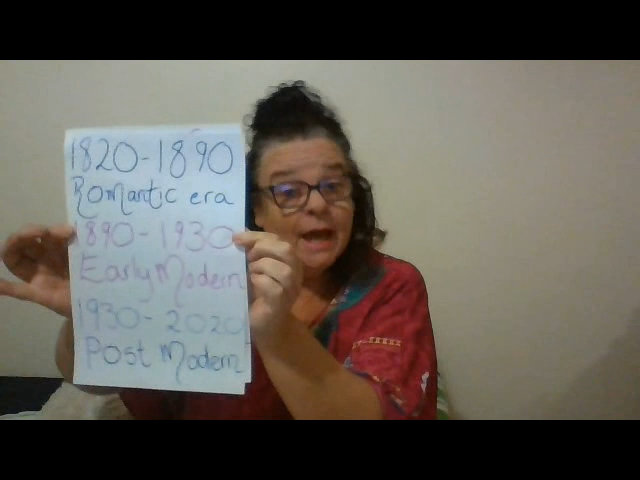 1820-1890
Romantic era
1890-1930
Early Modern
1930-2020
Post Modern